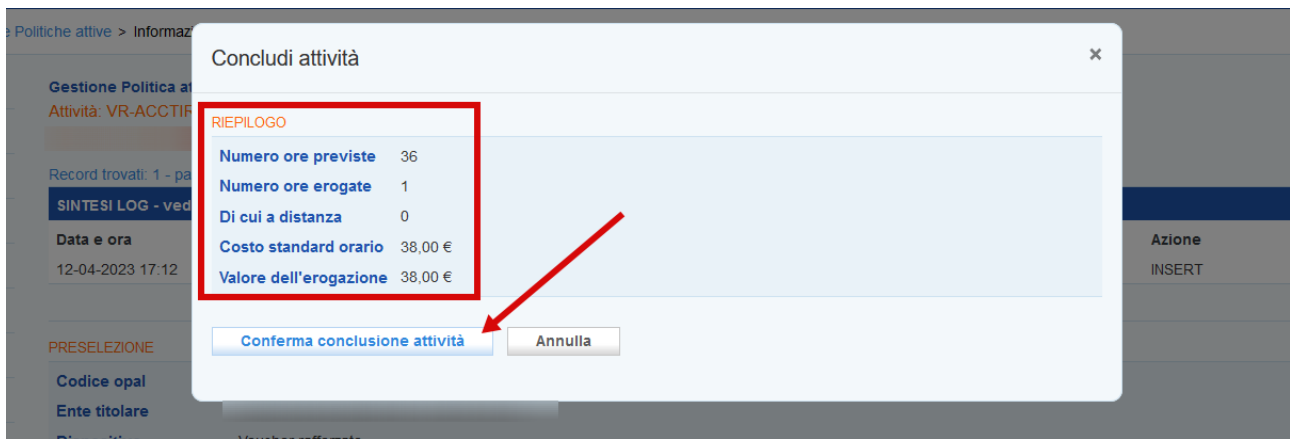 e Politiche attive > Informaz
Concludi attività ×
Gestione Politica at
Attività: VR-ACCTIR
RIEPILOGO
Numero ore previste 36
Numero ore erogate 1
Di cui a distanza 0
Costo standard orario 38,00 €
Valore dell'erogazione 38,00 €
Record trovati: 1 - pa
SINTESI LOG - ved
Data e ora Azione
12-04-2023 17:12 INSERT
Conferma conclusione attività Annulla
PRESELEZIONE
Codice opal
Ente titolare